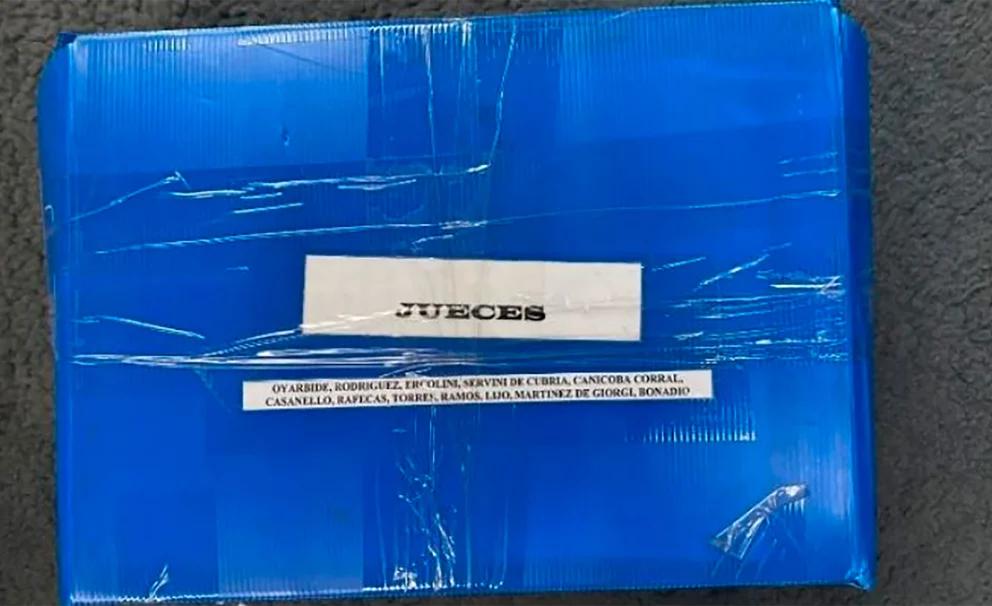 JUECES
OYARBIDE, RODRIGUEZ, ERCOLINI, SERVINI DE CUBRIA, CANICOBA CORRAL,
CASANELLO, RAFECAS, TORRES, RAMOS, LIJO, MARTINEZ DE GIORGI, BONADIO